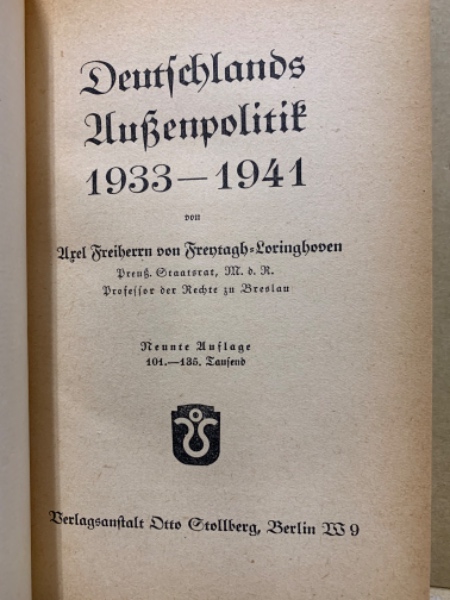 Deutschlands
Außenpolitik
1933—1941
von
Axel Freiherrn von Freytagh-Loringhoven
Preuß. Staatsrat, M. d. R.
Professor der Rechte zu Breslau
Neunte Auflage
101.—135. Tausend
Verlagsanstalt Otto Stollberg, Berlin W 9